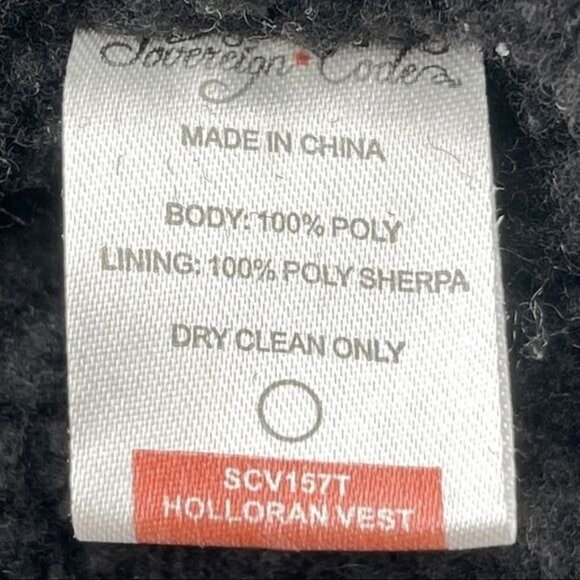 Sovereign Code
MADE IN CHINA
BODY: 100% POLY
LINING: 100% POLY SHERPA
DRY CLEAN ONLY
SCV157T
HOLLORAN VEST